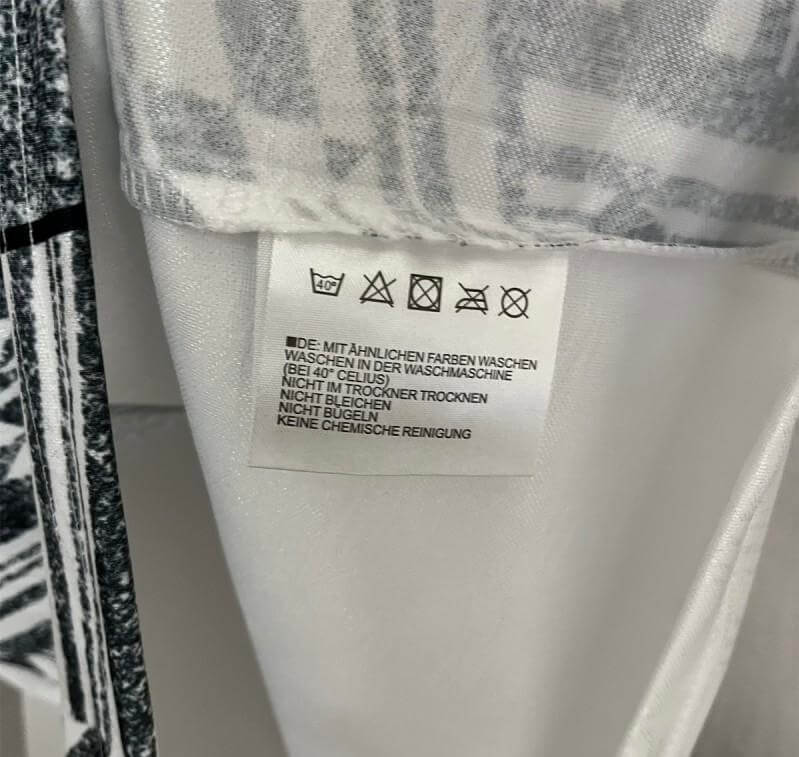 40°
DE: MIT ÄHNLICHEN FARBEN WASCHEN
WASCHEN IN DER WASCHMASCHINE
(BEI 40° CELIUS)
NICHT IM TROCKNER TROCKNEN
NICHT BLEICHEN
NICHT BÜGELN
KEINE CHEMISCHE REINIGUNG